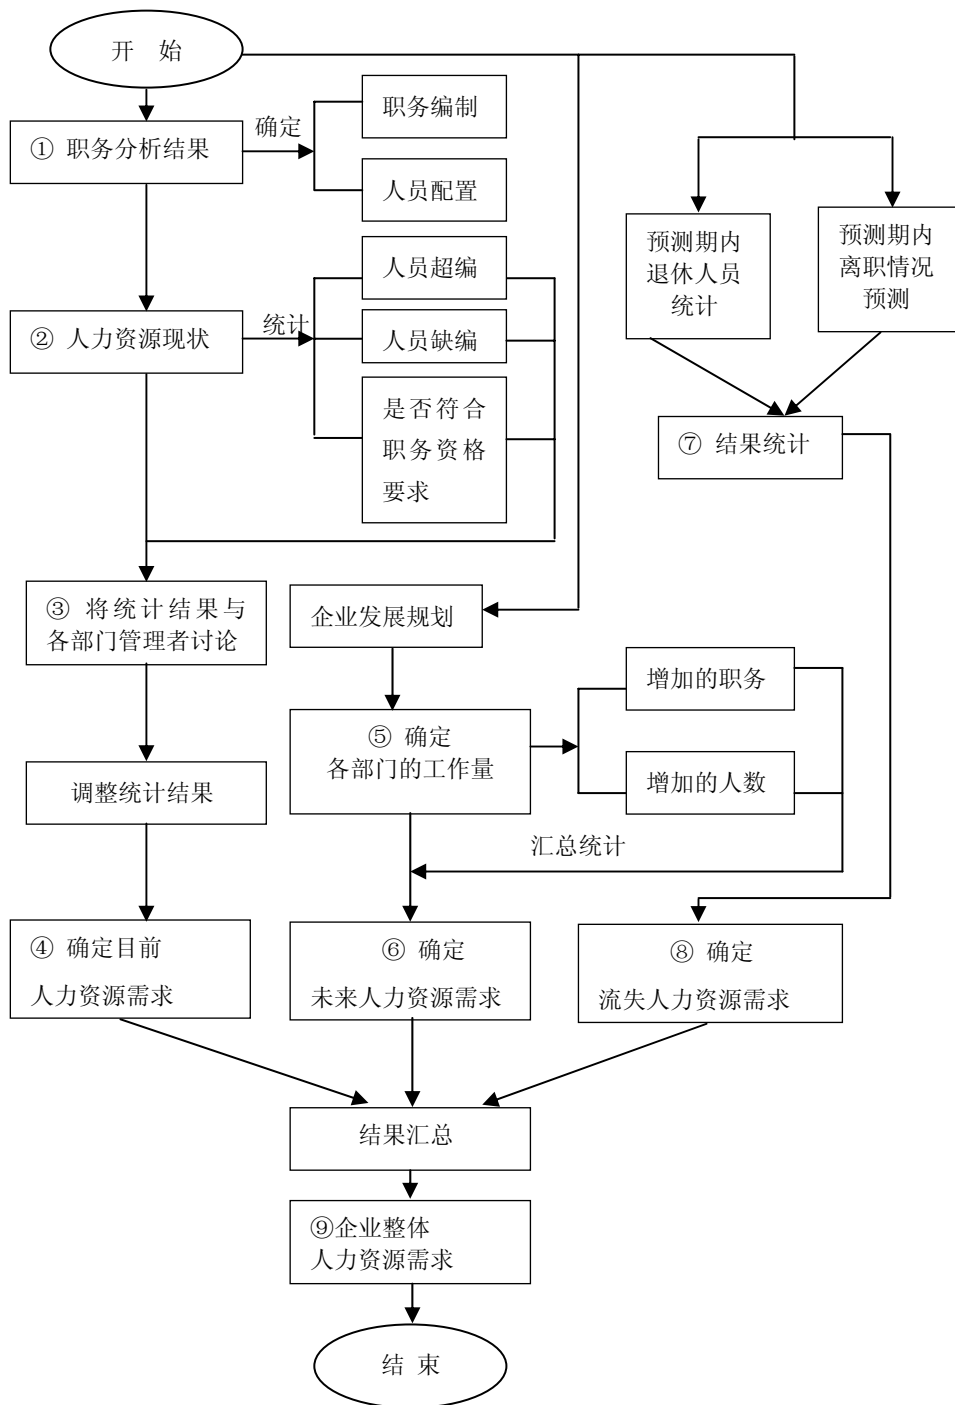 开 始
① 职务分析结果
确定
职务编制
人员配置
② 人力资源现状
统计
人员超编
人员缺编
是否符合
职务资格
要求
③ 将统计结果与
各部门管理者讨论
调整统计结果
④ 确定目前
人力资源需求
企业发展规划
⑤ 确定
各部门的工作量
增加的职务
增加的人数
汇总统计
⑥ 确定
未来人力资源需求
预测期内
退休人员
统计
预测期内
离职情况
预测
⑦ 结果统计
⑧ 确定
流失人力资源需求
结果汇总
⑨企业整体
人力资源需求
结 束